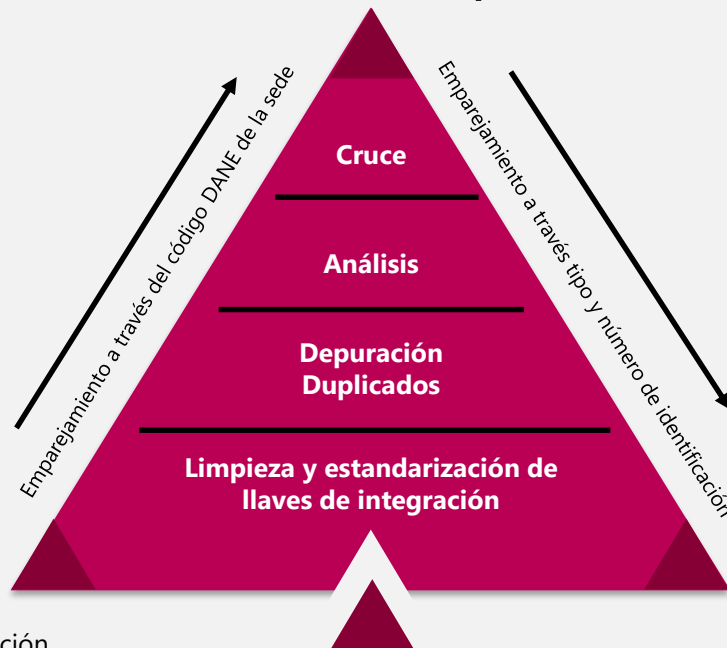 Emparejamiento a través del código DANE de la sede
Emparejamiento a través tipo y número de identificación
Cruce
Análisis
Depuración
Duplicados
Limpieza y estandarización de
llaves de integración